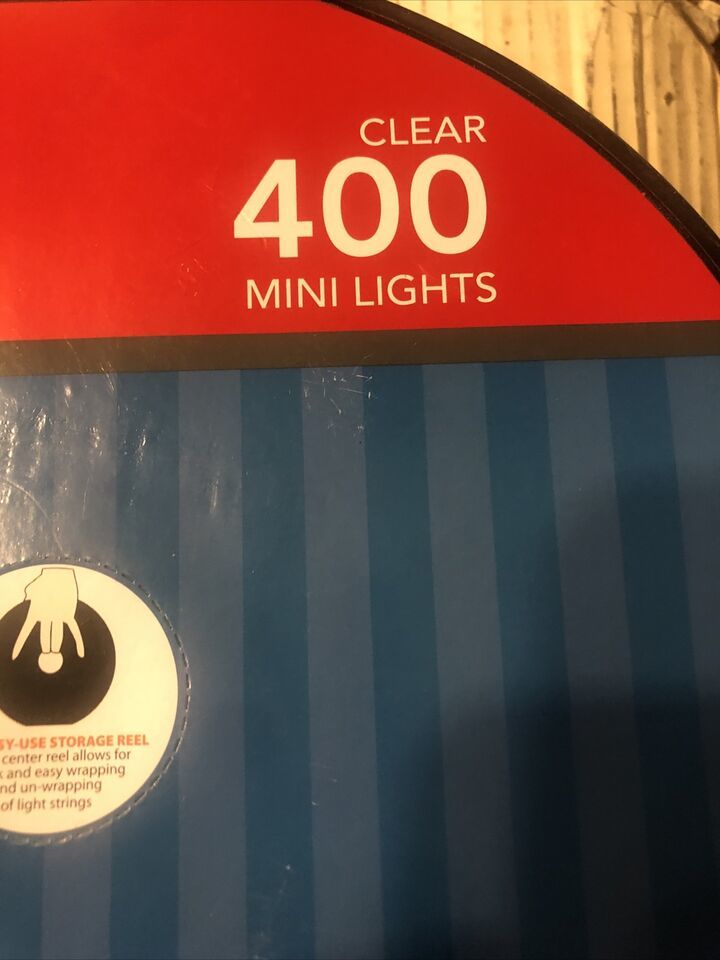 CLEAR
400
MINI LIGHTS
SY-USE STORAGE REEL
center reel allows for
and easy wrapping
un-wrapping
of light strings